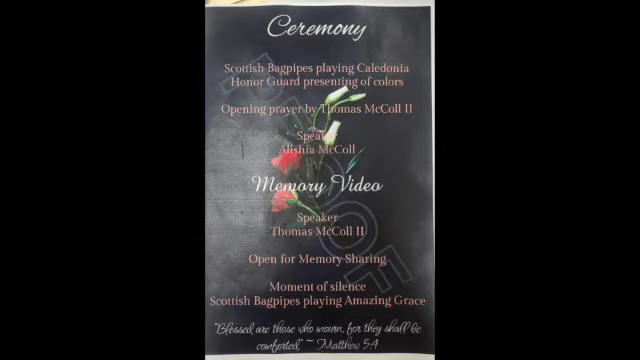 Ceremony
Scottish Bagpipes playing Caledonia
Honor Guard presenting of colors
Opening prayer by Thomas McColl II
Speaker
Alishia McColl
Memory Video
Speaker
Thomas McColl II
Open for Memory Sharing
Moment of silence
Scottish Bagpipes playing Amazing Grace
"Blessed are those who mourn, for they shall be
comforted" ~ Matthew 5:4
PROOF